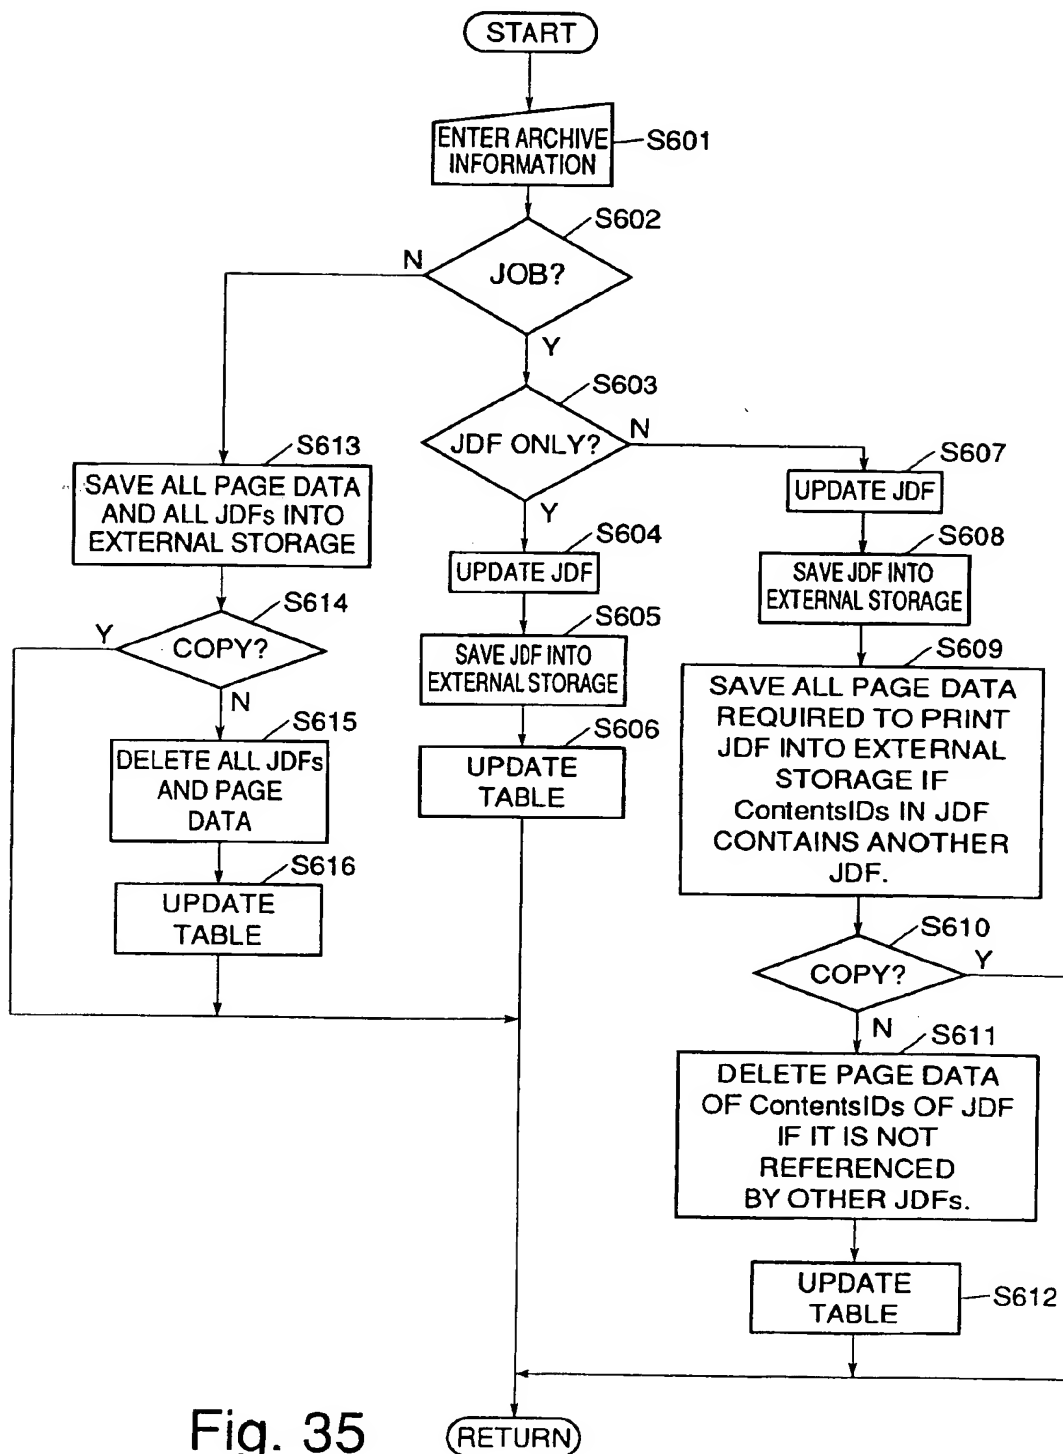 START
ENTER ARCHIVE
INFORMATION
S601
S602
JOB?
N
Y
S603
JDF ONLY?
N
Y
S613
SAVE ALL PAGE DATA
AND ALL JDFs INTO
EXTERNAL STORAGE
S614
COPY?
Y
N
S615
DELETE ALL JDFs
AND PAGE
DATA
S616
UPDATE
TABLE
S604
UPDATE JDF
S605
SAVE JDF INTO
EXTERNAL STORAGE
S606
UPDATE
TABLE
S607
UPDATE JDF
S608
SAVE JDF INTO
EXTERNAL STORAGE
S609
SAVE ALL PAGE DATA
REQUIRED TO PRINT
JDF INTO EXTERNAL
STORAGE IF
ContentsIDs IN JDF
CONTAINS ANOTHER
JDF.
S610
COPY?
Y
N
S611
DELETE PAGE DATA
OF ContentsIDs OF JDF
IF IT IS NOT
REFERENCED
BY OTHER JDFs.
UPDATE
TABLE
S612
Fig. 35
RETURN